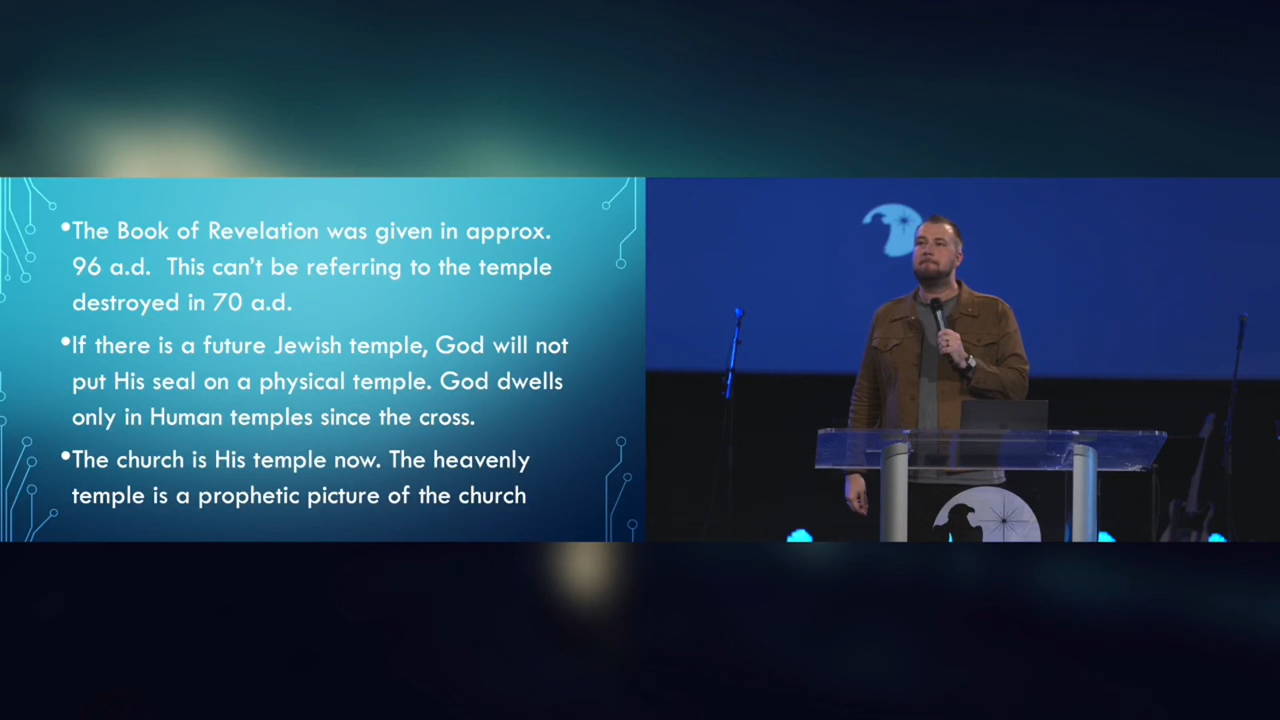 •The Book of Revelation was given in approx.
96 a.d. This can't be referring to the temple
destroyed in 70 a.d.
•If there is a future Jewish temple, God will not
put His seal on a physical temple. God dwells
only in Human temples since the cross.
•The church is His temple now. The heavenly
temple is a prophetic picture of the church